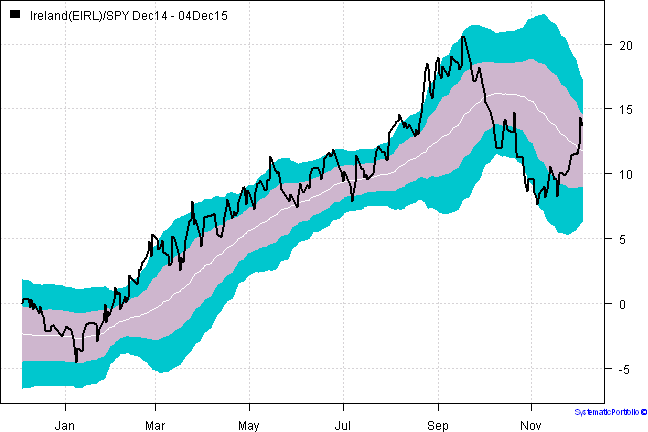 Ireland(EIRL)/SPY Dec14 - 04Dec15
20
15
10
5
0
-5
Jan Mar May Jul Sep Nov
SystematicPortfolio ©